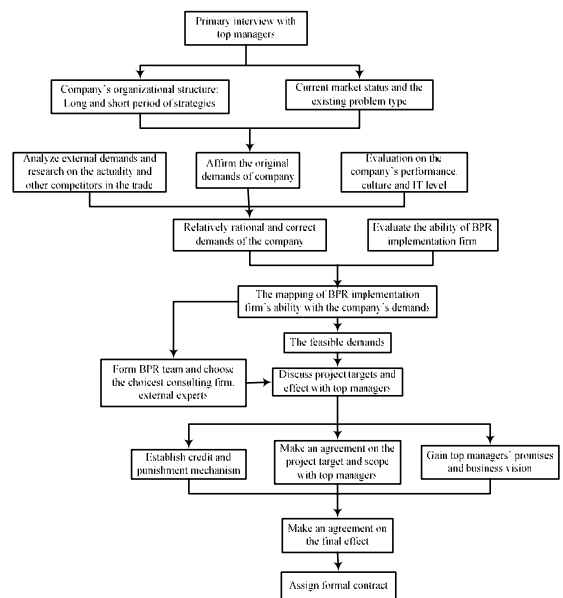 Primary interview with
top managers
Company's organizational structure:
Long and short period of strategies
Current market status and the
existing problem type
Analyze external demands and
research on the actuality and
other competitors in the trade
Affirm the original
demands of company
Evaluation on the
company's performance,
culture and IT level
Relatively rational and correct
demands of the company
Evaluate the ability of BPR
implementation firm
The mapping of BPR implementation
firm's ability with the company's demands
The feasible demands
Form BPR team and choose
the choicest consulting firm,
external experts
Discuss project targets and
effect with top managers
Establish credit and
punishment mechanism
Make an agreement on the
project target and scope
with top managers
Gain top managers' promises
and business vision
Make an agreement on
the final effect
Assign formal contract